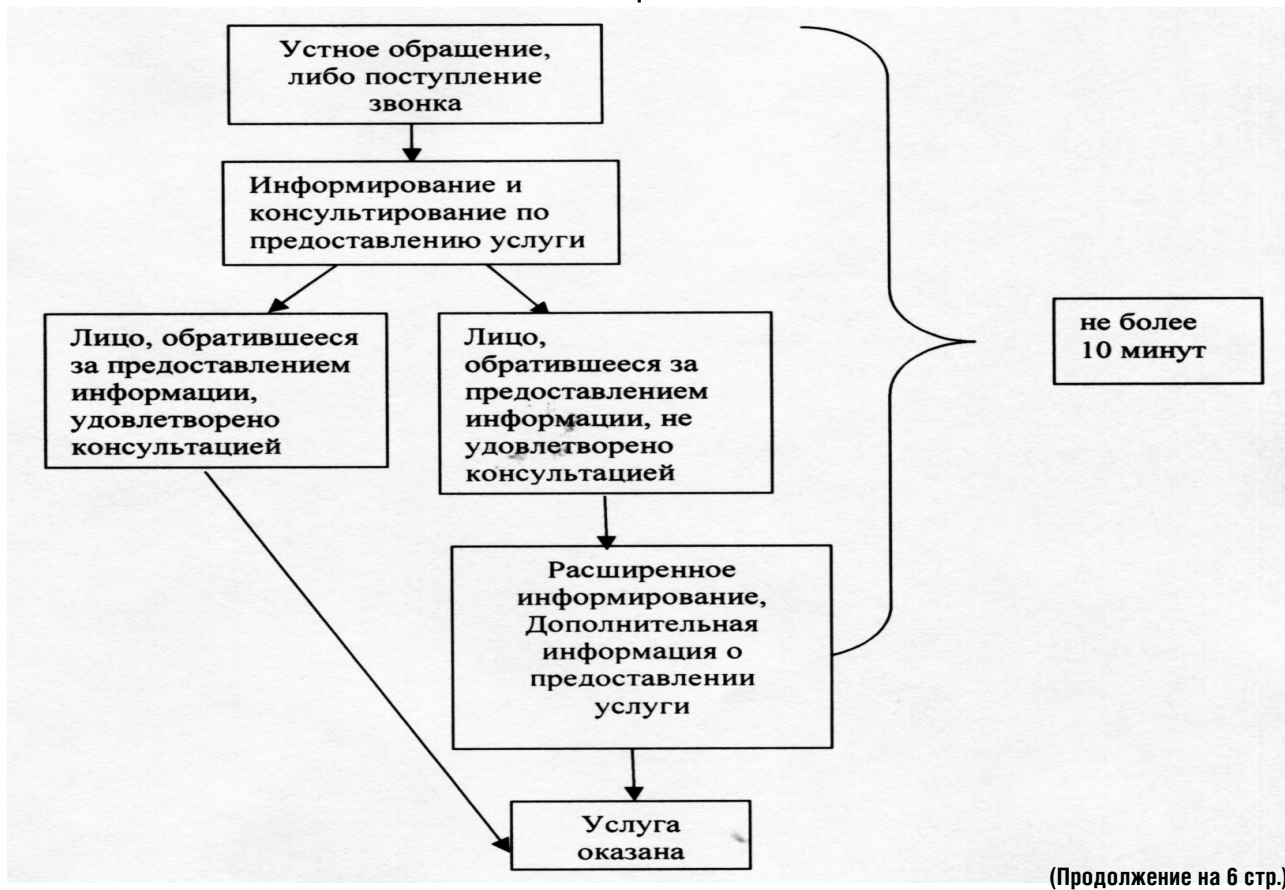 Устное обращение,
либо поступление
звонка
Информирование и
консультирование по
предоставлению услуги
Лицо, обратившееся
за предоставлением
информации,
удовлетворено
консультацией
Лицо,
обратившееся за
предоставлением
информации, не
удовлетворено
консультацией
не более
10 минут
Расширенное
информирование,
Дополнительная
информация о
предоставлении
услуги
Услуга
оказана
(Продолжение на 6 стр.)